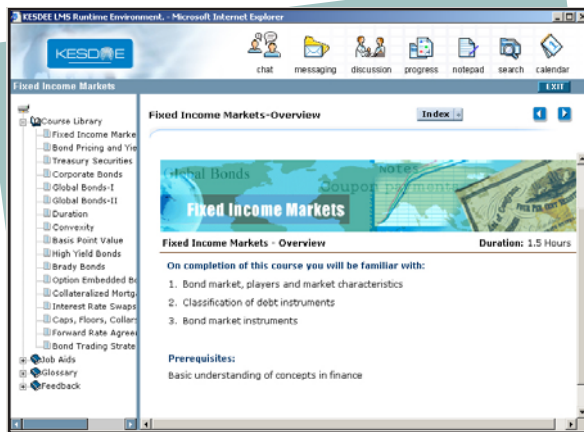 KESDEE LMS Runtime Environment. - Microsoft Internet Explorer
KESDEE
chat messaging discussion progress notepad search calendar
Fixed Income Markets EXIT
Course Library
Fixed Income Marke
Bond Pricing and Yie
Treasury Securities
Corporate Bonds
Global Bonds-I
Global Bonds-II
Duration
Convexity
Basis Point Value
High Yield Bonds
Brady Bonds
Option Embedded B
Collateralized Mortg
Interest Rate Swaps
Caps, Floors, Collar
Forward Rate Agree
Bond Trading Strate
Job Aids
Glossary
Feedback
Fixed Income Markets-Overview Index
Global Bonds
Notes
Coupon payments
Fixed Income Markets
Fixed Income Markets - Overview Duration: 1.5 Hours
On completion of this course you will be familiar with:
1. Bond market, players and market characteristics
2. Classification of debt instruments
3. Bond market instruments
Prerequisites:
Basic understanding of concepts in finance